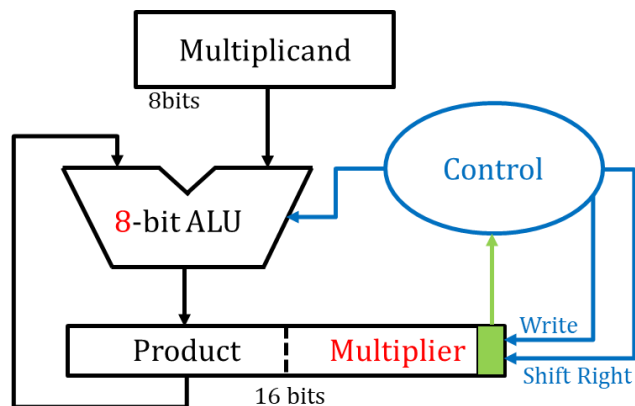 Multiplicand
8bits
Control
8-bit ALU
Write
Product
Multiplier
Shift Right
16 bits